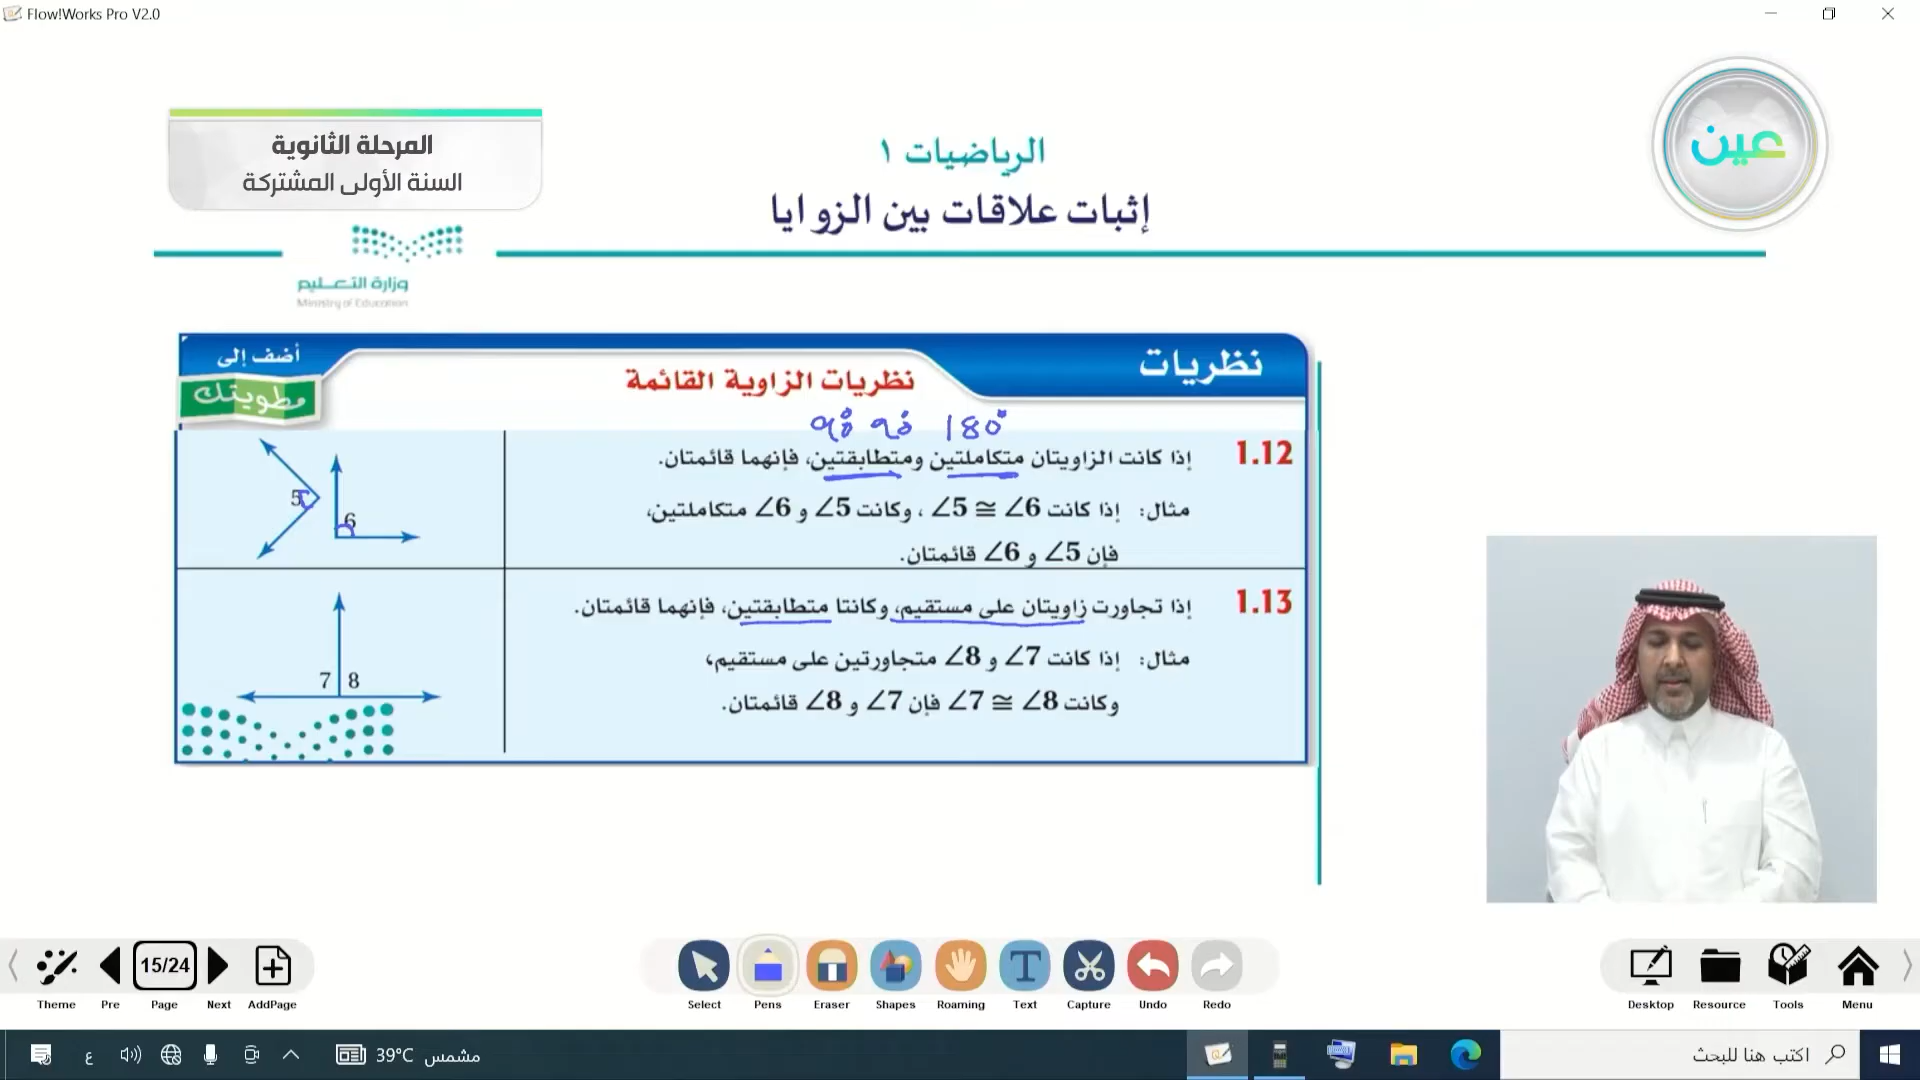 Flow!Works Pro V2.0
المرحلة الثانوية
السنة الأولى المشتركة
الرياضيات ١
إثبات علاقات بين الزوايا
عين
وزارة التعليم
Ministry of Education
نظريات
نظريات الزاوية القائمة
أضف إلى
مطويتك
90° 90° 180°
1.12 إذا كانت الزاويتان متكاملتين ومتطابقتين، فإنهما قائمتان.
مثال: إذا كانت ∠5 ≅ ∠6 ، وكانت ∠5 و ∠6 متكاملتين،
فإن ∠5 و ∠6 قائمتان.
5
6
1.13 إذا تجاورت زاويتان على مستقيم، وكانتا متطابقتين، فإنهما قائمتان.
مثال: إذا كانت ∠7 و ∠8 متجاورتين على مستقيم،
وكانت ∠7 ≅ ∠8 فإن ∠7 و ∠8 قائمتان.
7 8
15/24
Theme Pre Page Next AddPage
Select Pens Eraser Shapes Roaming Text Capture Undo Redo
Desktop Resource Tools Menu
ع
39°C مشمس
اكتب هنا للبحث